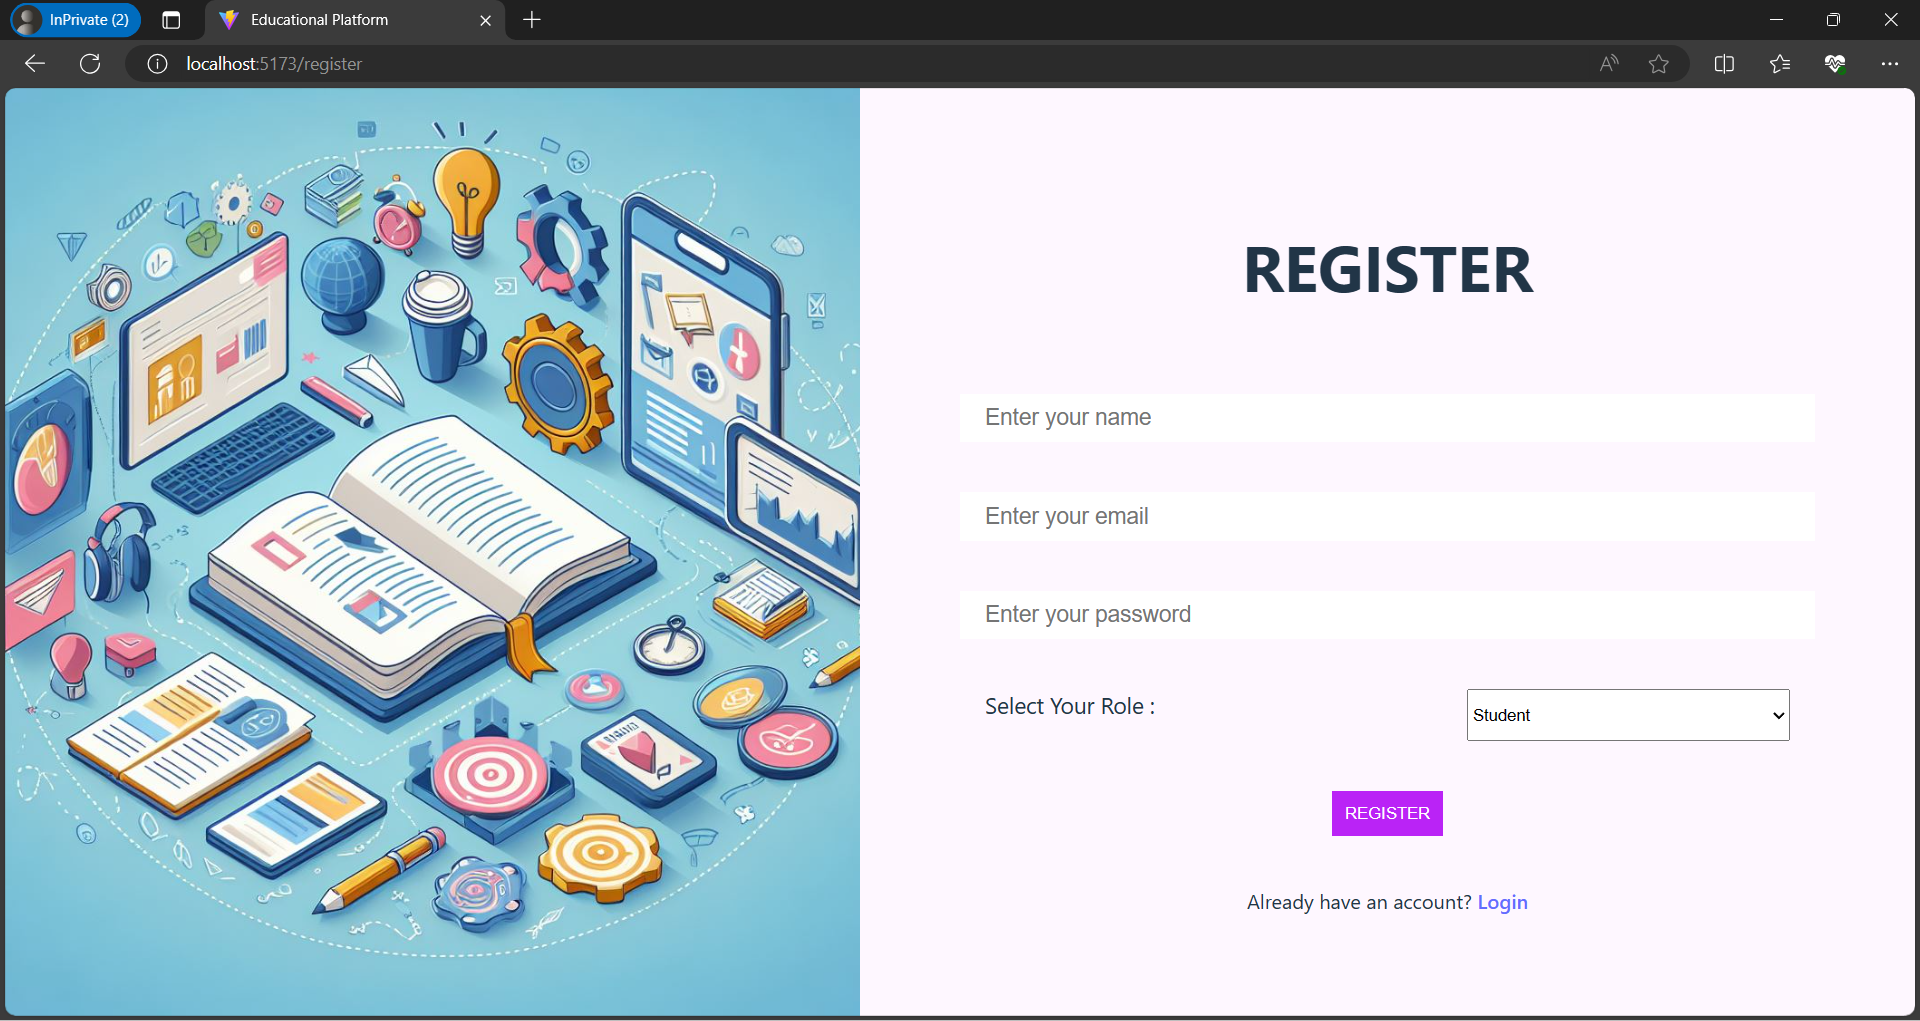 InPrivate (2)
Educational Platform
localhost:5173/register
REGISTER
Enter your name
Enter your email
Enter your password
Select Your Role :
Student
REGISTER
Already have an account? Login